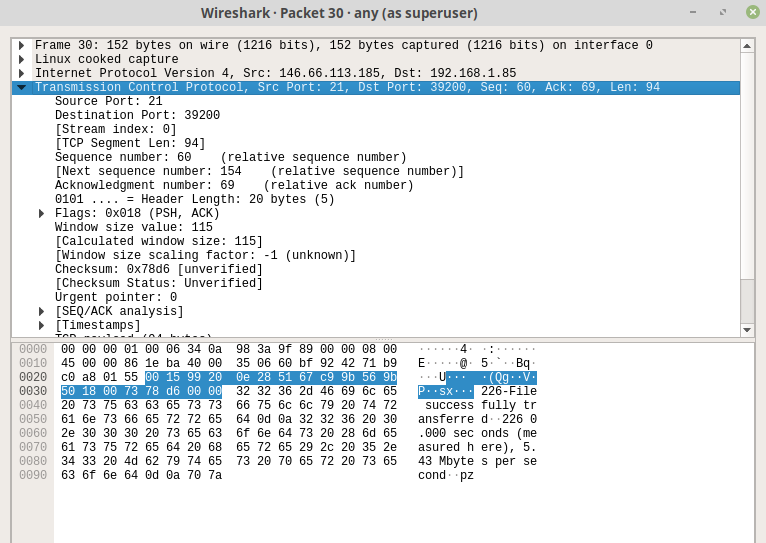 Wireshark · Packet 30 · any (as superuser)
Frame 30: 152 bytes on wire (1216 bits), 152 bytes captured (1216 bits) on interface 0
Linux cooked capture
Internet Protocol Version 4, Src: 146.66.113.185, Dst: 192.168.1.85
Transmission Control Protocol, Src Port: 21, Dst Port: 39200, Seq: 60, Ack: 69, Len: 94
Source Port: 21
Destination Port: 39200
[Stream index: 0]
[TCP Segment Len: 94]
Sequence number: 60    (relative sequence number)
[Next sequence number: 154    (relative sequence number)]
Acknowledgment number: 69    (relative ack number)
0101 .... = Header Length: 20 bytes (5)
Flags: 0x018 (PSH, ACK)
Window size value: 115
[Calculated window size: 115]
[Window size scaling factor: -1 (unknown)]
Checksum: 0x78d6 [unverified]
[Checksum Status: Unverified]
Urgent pointer: 0
[SEQ/ACK analysis]
[Timestamps]
0000  00 00 00 01 00 06 34 0a  98 3a 9f 89 00 00 08 00  ······4· ·:······
0010  45 00 00 86 1e ba 40 00  35 06 60 bf 92 42 71 b9  E·····@· 5·`··Bq·
0020  c0 a8 01 55 00 15 99 20  0e 28 51 67 c9 9b 56 9b  ···U···  ·(Qg··V·
0030  50 18 00 73 78 d6 00 00  32 32 36 2d 46 69 6c 65  P··sx··· 226-File
0040  20 73 75 63 63 65 73 73  66 75 6c 6c 79 20 74 72   success fully tr
0050  61 6e 73 66 65 72 72 65  64 0d 0a 32 32 36 20 30  ansferre d··226 0
0060  2e 30 30 30 20 73 65 63  6f 6e 64 73 20 28 6d 65  .000 sec onds (me
0070  61 73 75 72 65 64 20 68  65 72 65 29 2c 20 35 2e  asured h ere), 5.
0080  34 33 20 4d 62 79 74 65  73 20 70 65 72 20 73 65  43 Mbyte s per se
0090  63 6f 6e 64 0d 0a 70 7a  cond··pz